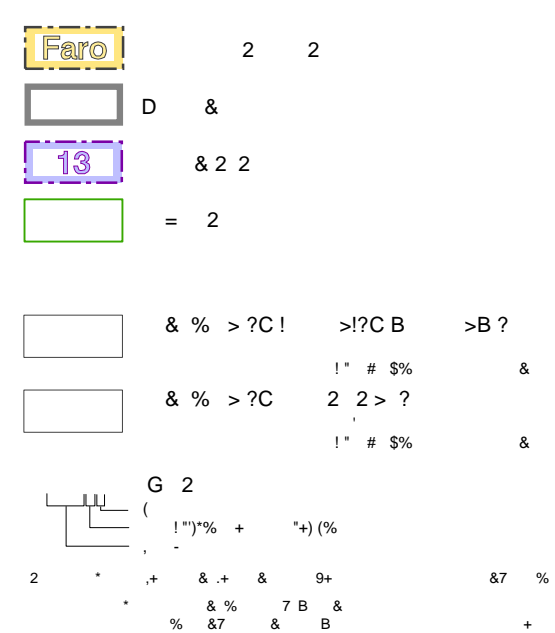 Faro 2 2
D &
13 & 2 2
= 2
& % > ?C ! >!?C B >B ?
! " # $% &
& % > ?C 2 2 > ?
'
! " # $% &
G 2
(
! "')*% + "+) (%
, -
2 * ,+ & .+ & 9+ &7 %
* & % 7 B &
% &7 & B +